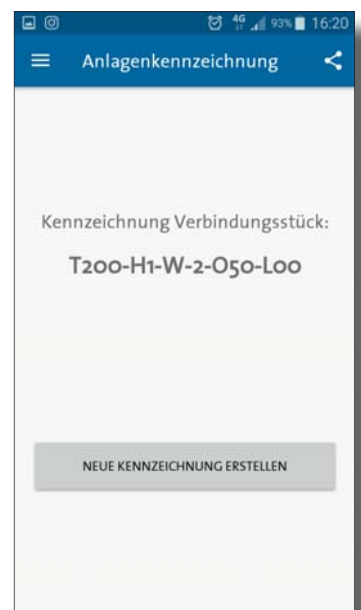 4G 93% 16:20
Anlagenkennzeichnung
Kennzeichnung Verbindungsstück:
T200-H1-W-2-O50-L00
NEUE KENNZEICHNUNG ERSTELLEN